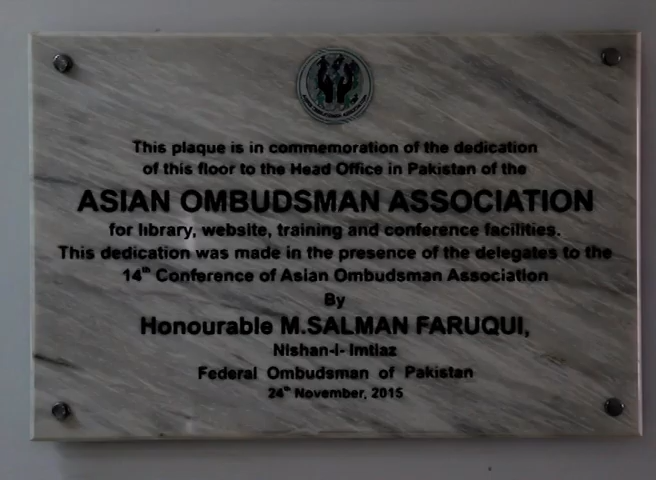 This plaque is in commemoration of the dedication
of this floor to the Head Office in Pakistan of the
ASIAN OMBUDSMAN ASSOCIATION
for library, website, training and conference facilities.
This dedication was made in the presence of the delegates to the
14th Conference of Asian Ombudsman Association
By
Honourable M.SALMAN FARUQUI,
Nishan-i- Imtiaz
Federal Ombudsman of Pakistan
24th November, 2015